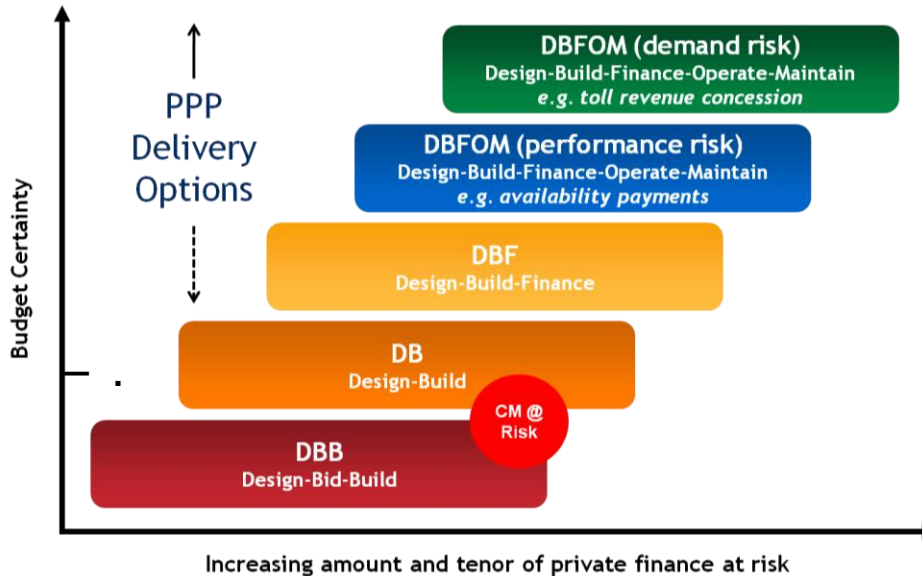 DBFOM (demand risk)
Design-Build-Finance-Operate-Maintain
e.g. toll revenue concession
PPP
Delivery
Options
DBFOM (performance risk)
Design-Build-Finance-Operate-Maintain
e.g. availability payments
DBF
Design-Build-Finance
DB
Design-Build
CM @
Risk
DBB
Design-Bid-Build
Budget Certainty
Increasing amount and tenor of private finance at risk